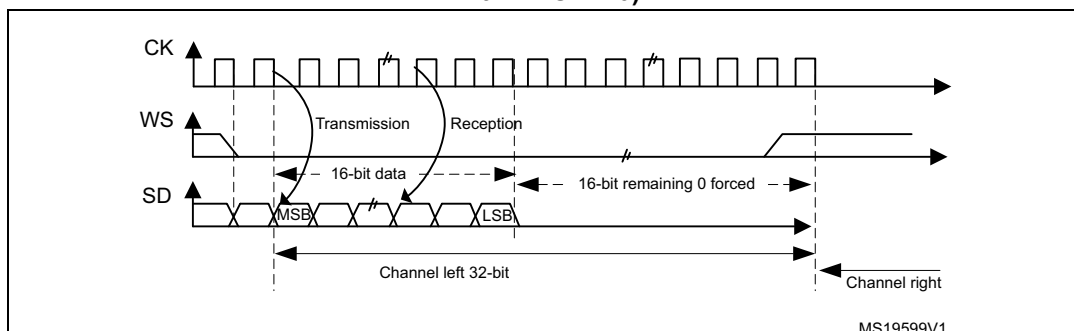 CK
WS
Transmission
Reception
16-bit data
16-bit remaining 0 forced
SD
MSB
LSB
Channel left 32-bit
Channel right
MS19599V1